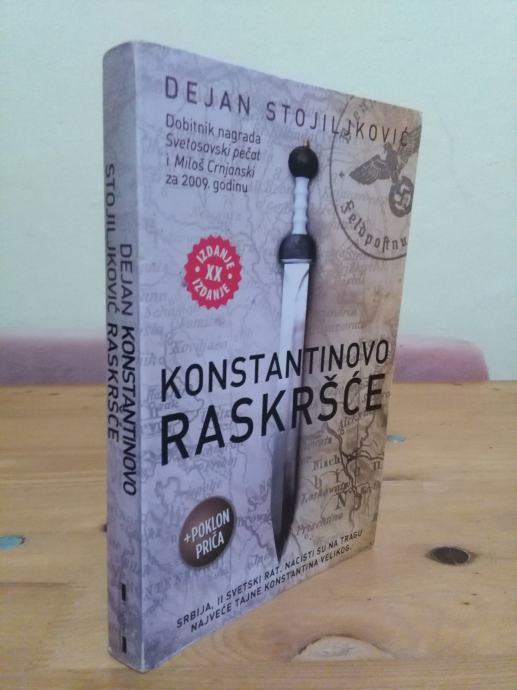 DEJAN STOJILJKOVIĆ
Dobitnik nagrada
Svetosavski pečat
i Miloš Crnjanski
za 2009. godinu
Feldpostnu
IZDANJE
XX
IZDANJE
KONSTANTINOVO
RASKRŠĆE
+POKLON
PRIČA
SRBIJA, II SVETSKI RAT. NACISTI SU NA TRAGU
NAJVEĆE TAJNE KONSTANTINA VELIKOG.
DEJAN
STOJILJKOVIĆ
KONSTANTINOVO
RASKRŠĆE